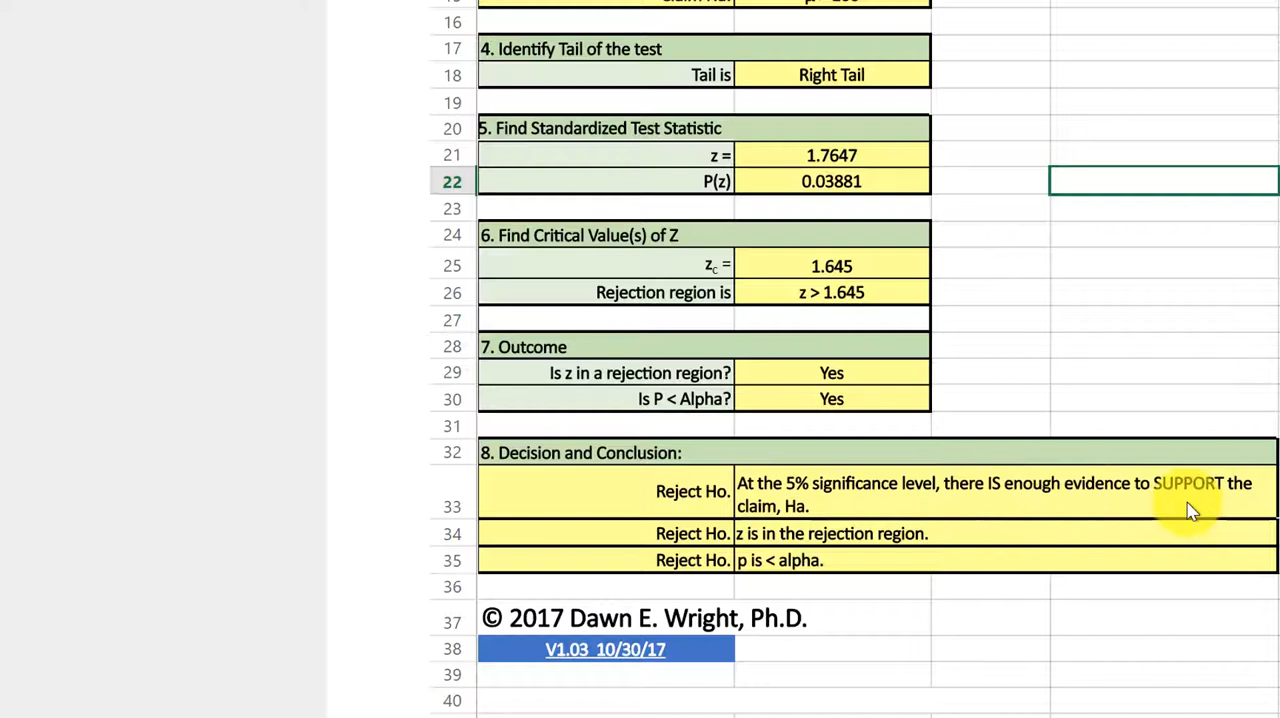 16
17 4. Identify Tail of the test
18 Tail is Right Tail
19
20 5. Find Standardized Test Statistic
21 z = 1.7647
22 P(z) 0.03881
23
24 6. Find Critical Value(s) of Z
25 zc = 1.645
26 Rejection region is z > 1.645
27
28 7. Outcome
29 Is z in a rejection region? Yes
30 Is P < Alpha? Yes
31
32 8. Decision and Conclusion:
33 Reject Ho. At the 5% significance level, there IS enough evidence to SUPPORT the
claim, Ha.
34 Reject Ho. z is in the rejection region.
35 Reject Ho. p is < alpha.
36
37 © 2017 Dawn E. Wright, Ph.D.
38 V1.03 10/30/17
39
40